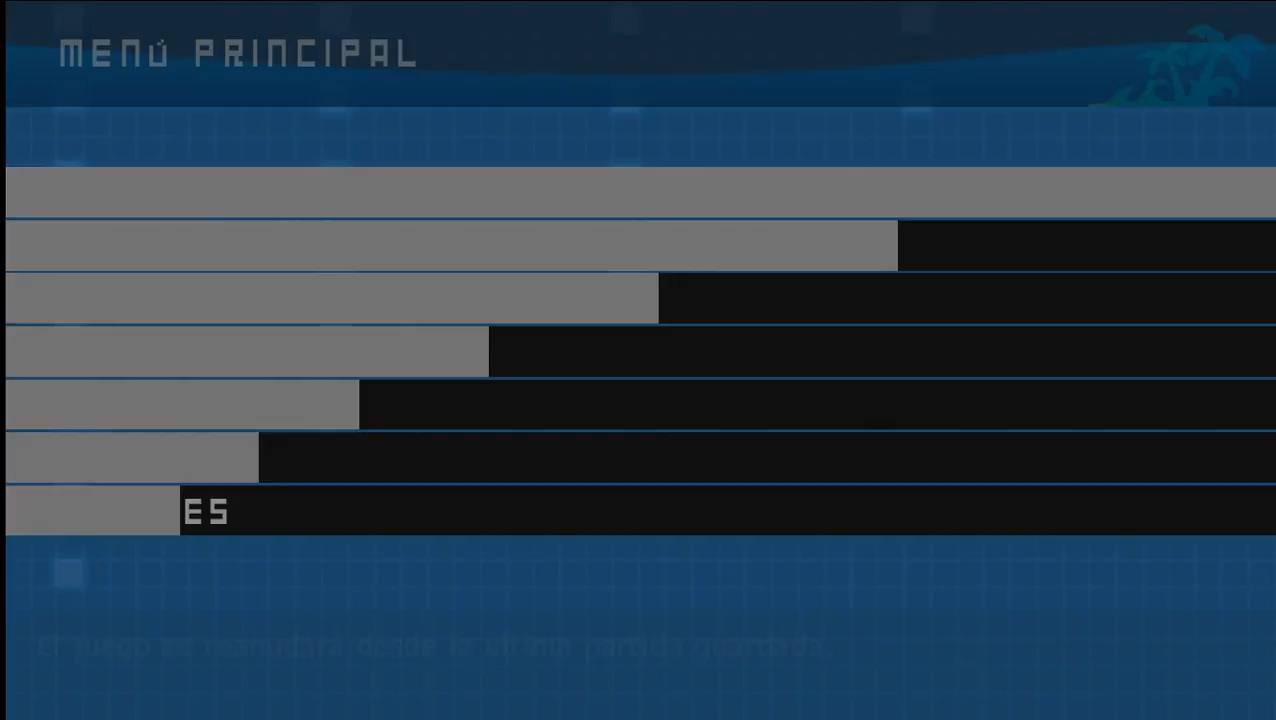 MENÚ PRINCIPAL
ES
El juego se reanudará desde la última partida guardada.